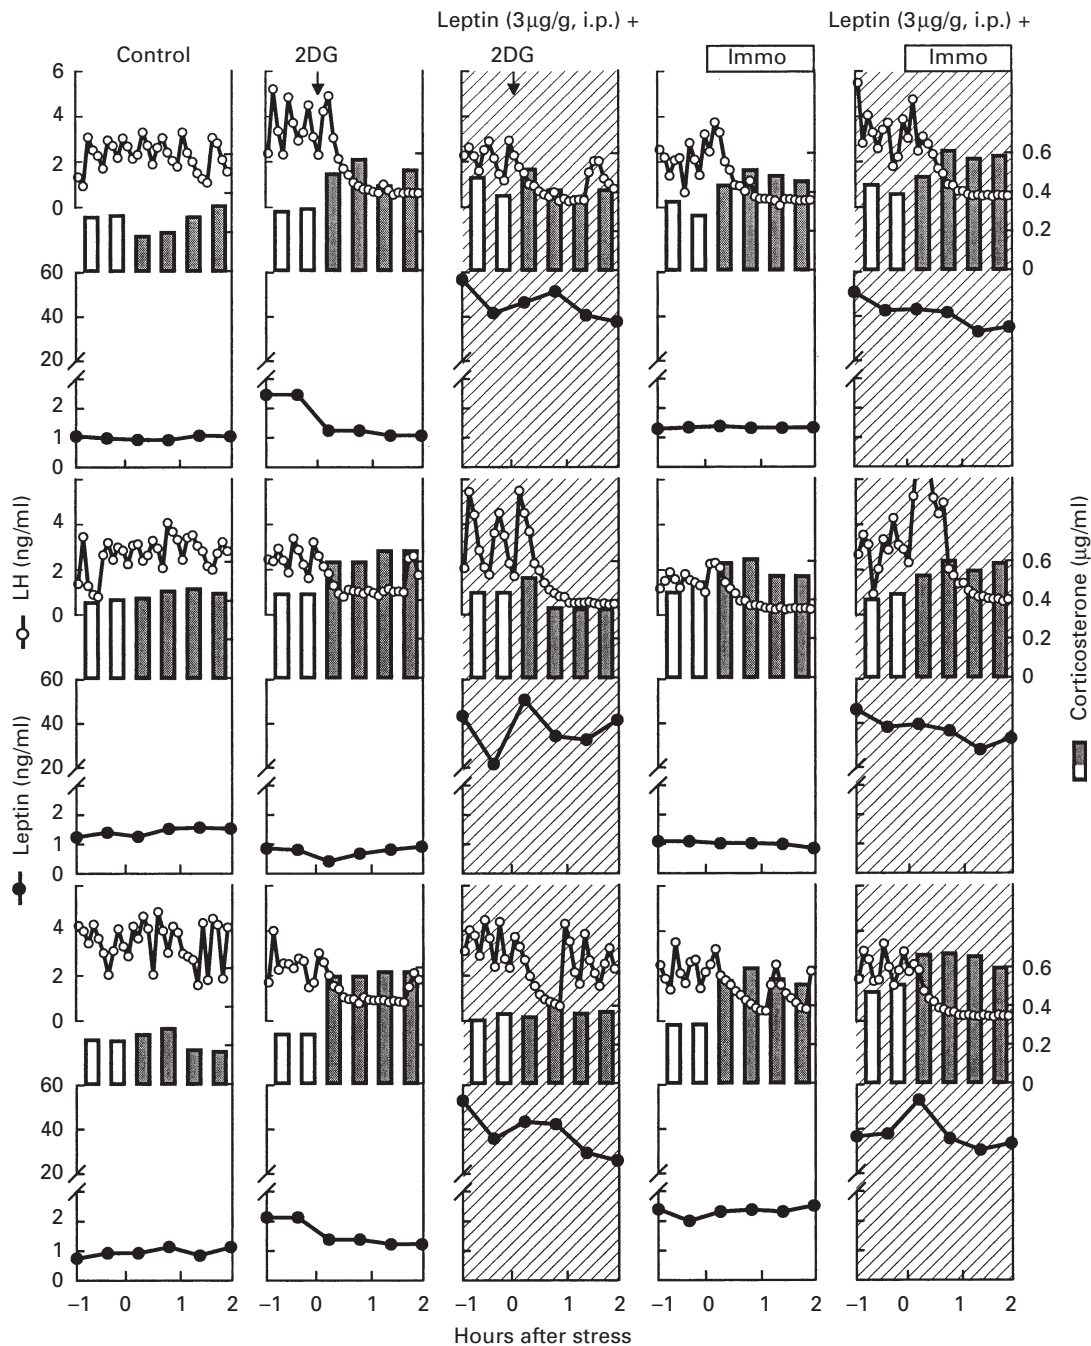 Leptin (3μg/g, i.p.) +
Leptin (3μg/g, i.p.) +
Control
2DG
2DG
Immo
Immo
6
4
2
0
60
40
20
2
1
0
0.6
0.4
0.2
0
4
2
0
60
40
20
2
1
0
0.6
0.4
0.2
0
4
2
0
60
40
20
2
1
0
0.6
0.4
0.2
0
Leptin (ng/ml)
LH (ng/ml)
Corticosterone (μg/ml)
–1 0 1 2
–1 0 1 2
–1 0 1 2
–1 0 1 2
–1 0 1 2
Hours after stress